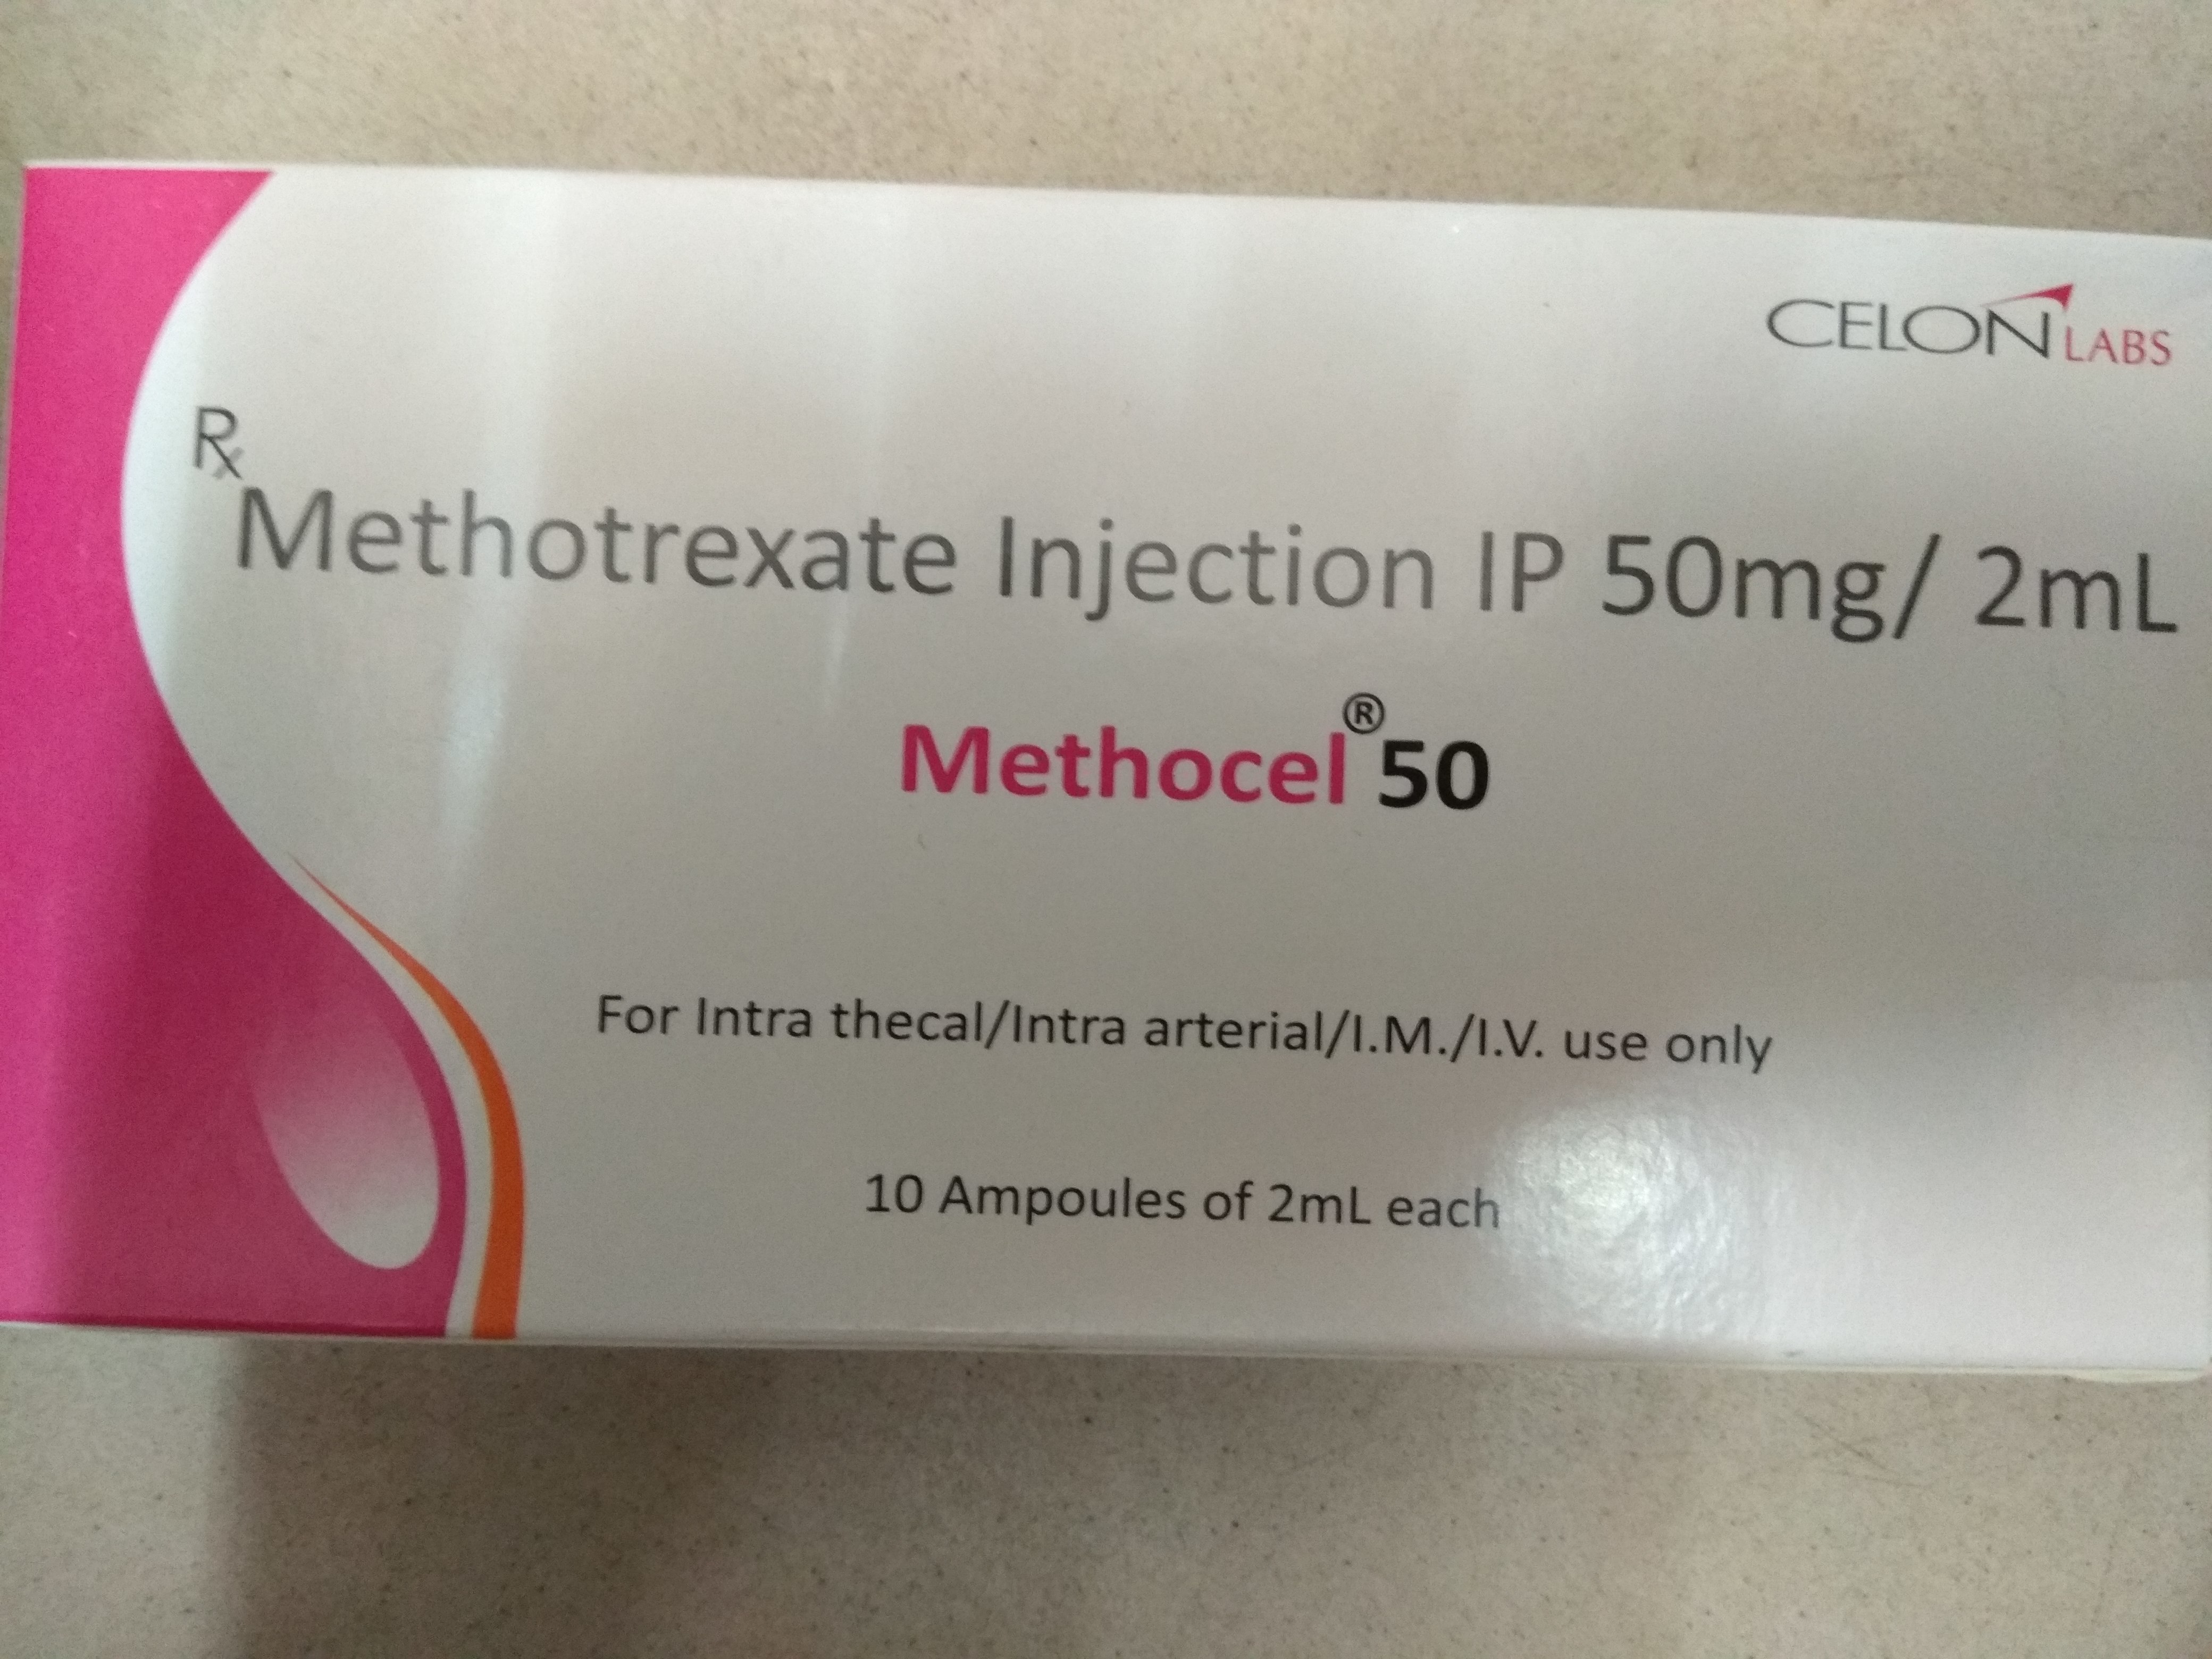 CELON LABS
Rx
Methotrexate Injection IP 50mg/ 2mL
Methocel® 50
For Intra thecal/Intra arterial/I.M./I.V. use only
10 Ampoules of 2mL each